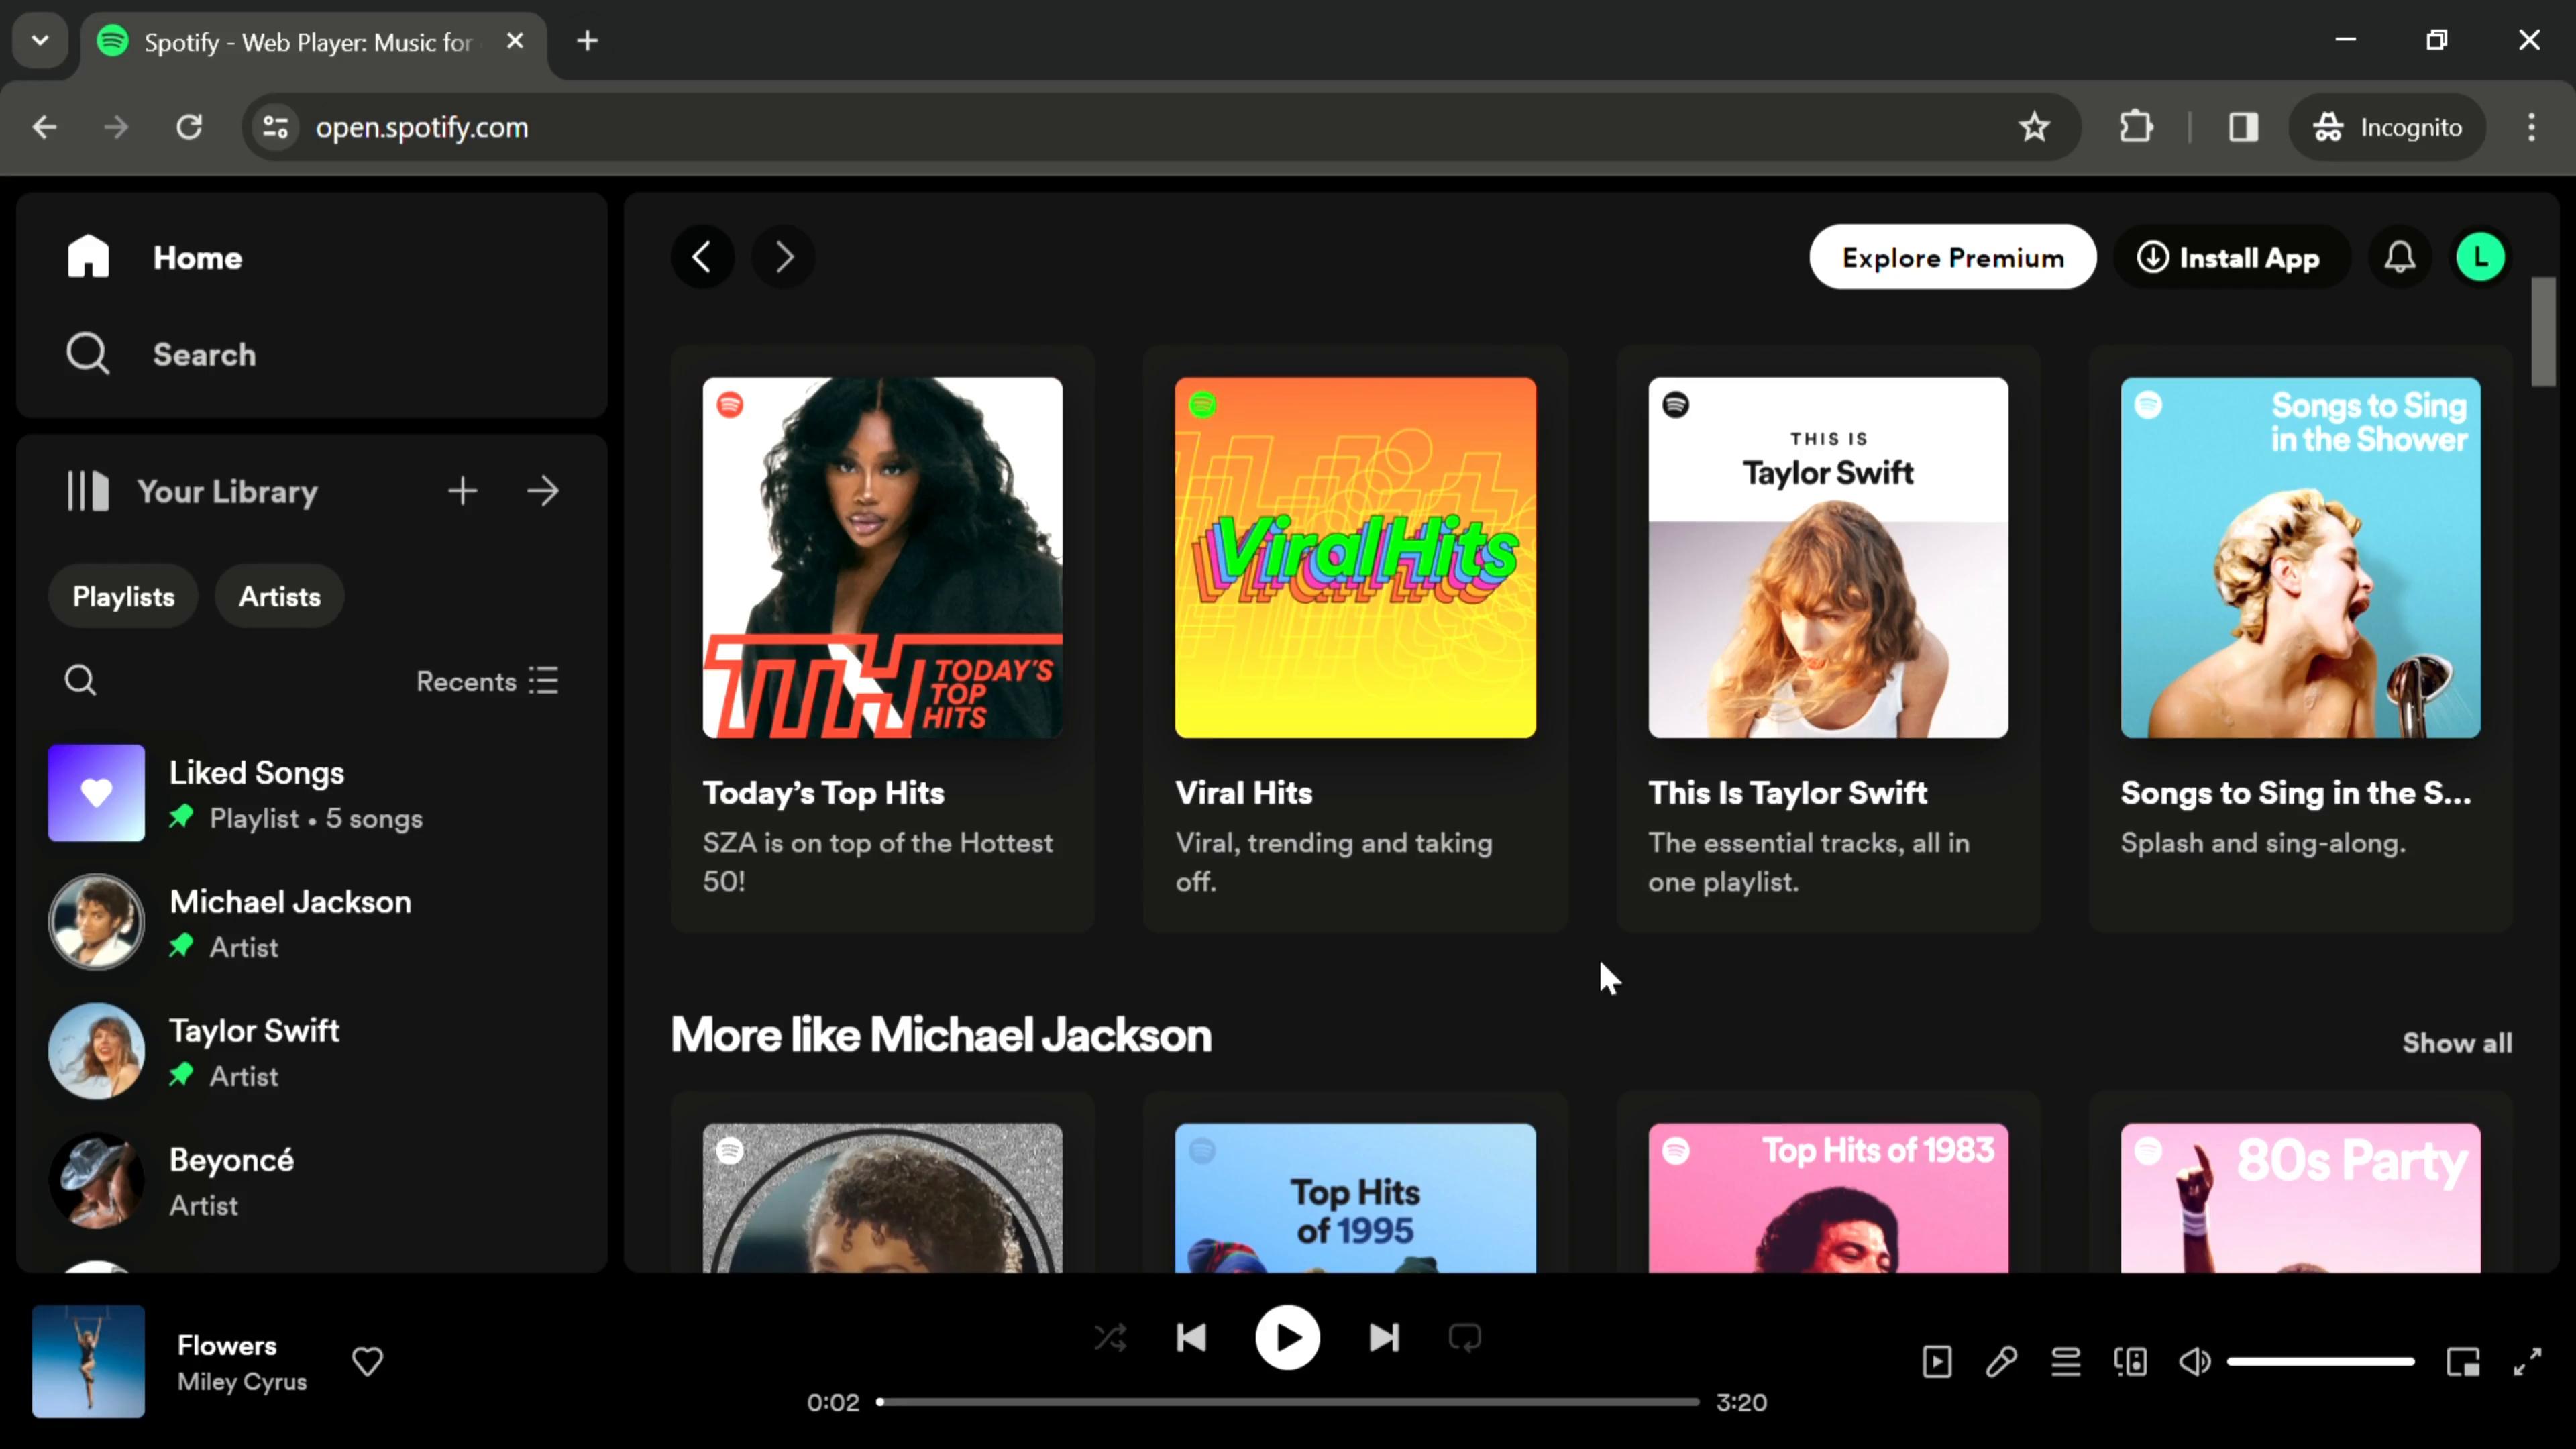 Spotify - Web Player: Music for
open.spotify.com
Incognito
Home
Search
Your Library
Playlists
Artists
Recents
Liked Songs
Playlist • 5 songs
Michael Jackson
Artist
Taylor Swift
Artist
Beyoncé
Artist
Explore Premium
Install App
L
TTH
TODAY'S
TOP
HITS
Today's Top Hits
SZA is on top of the Hottest
50!
Viral Hits
Viral Hits
Viral, trending and taking
off.
THIS IS
Taylor Swift
This Is Taylor Swift
The essential tracks, all in
one playlist.
Songs to Sing
in the Shower
Songs to Sing in the S...
Splash and sing-along.
More like Michael Jackson
Show all
Top Hits
of 1995
Top Hits of 1983
80s Party
Flowers
Miley Cyrus
0:02
3:20